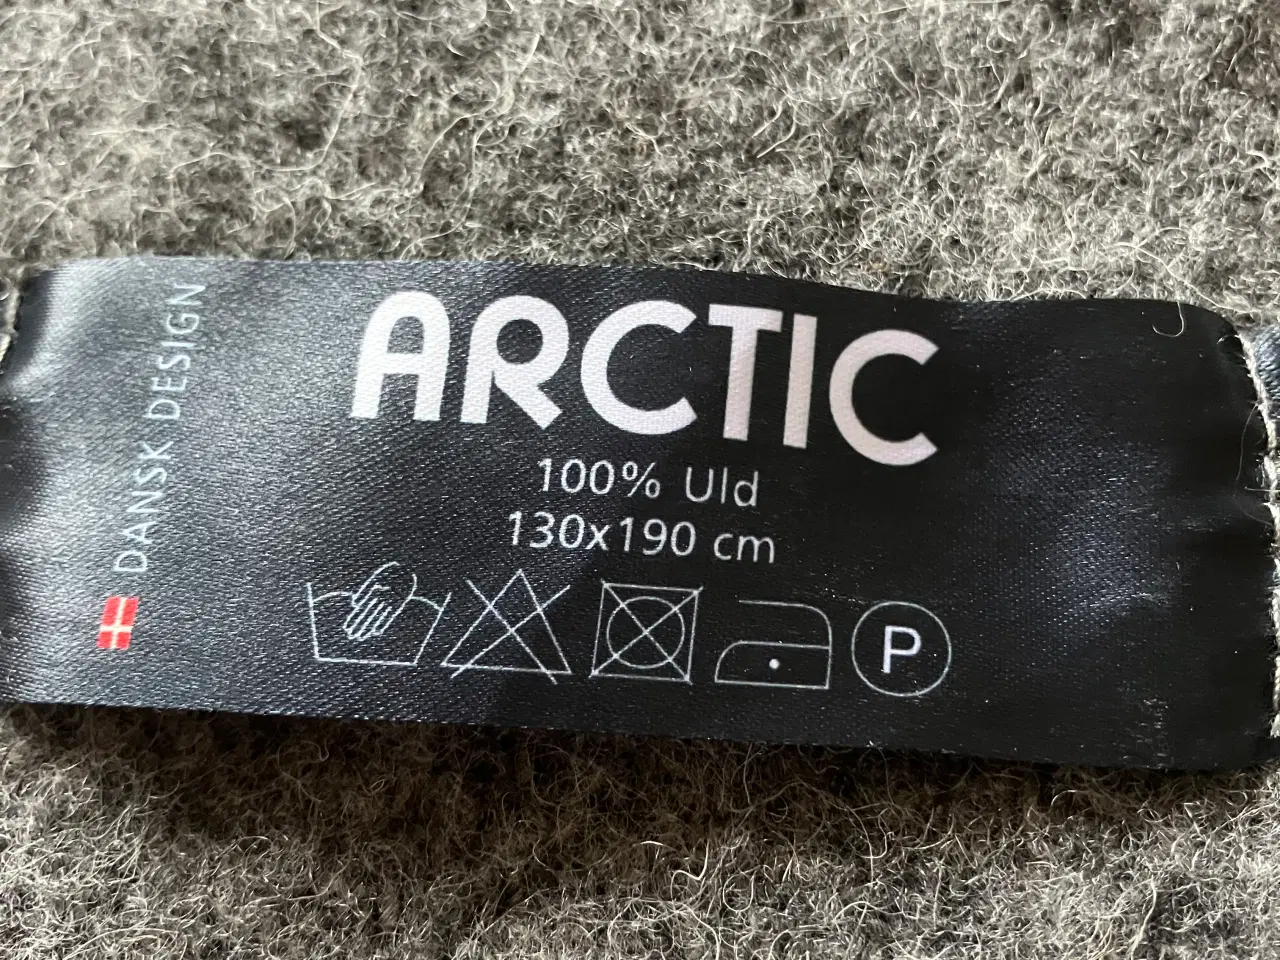 DANSK DESIGN
ARCTIC
100% Uld
130x190 cm
P